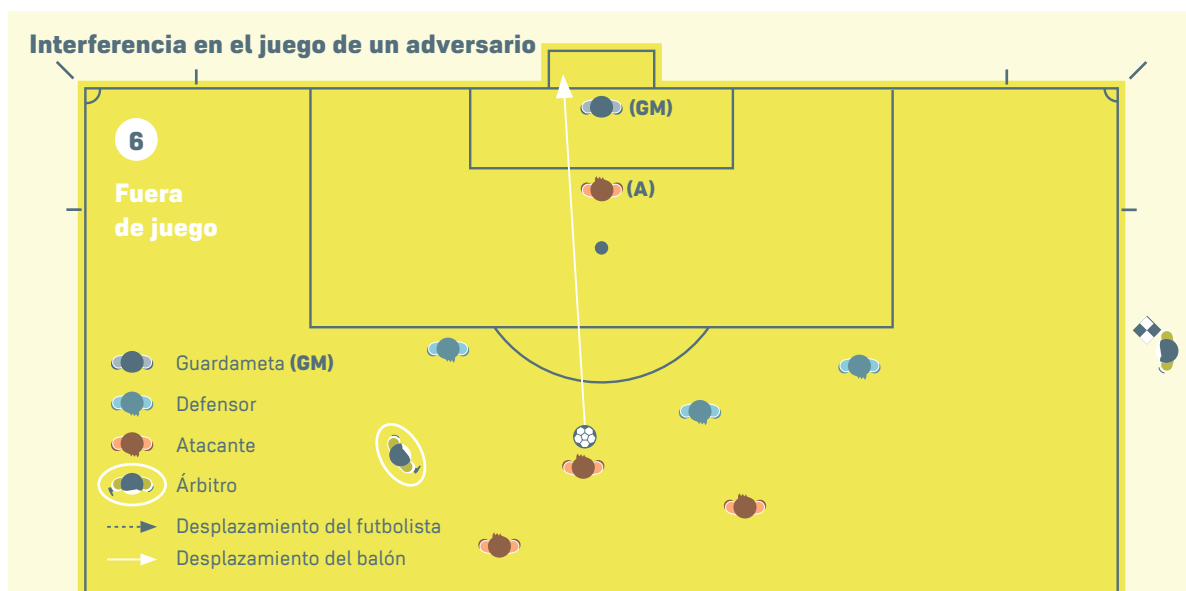 Interferencia en el juego de un adversario
(GM)
6
(A)
Fuera
de juego
Guardameta (GM)
Defensor
Atacante
Árbitro
Desplazamiento del futbolista
Desplazamiento del balón